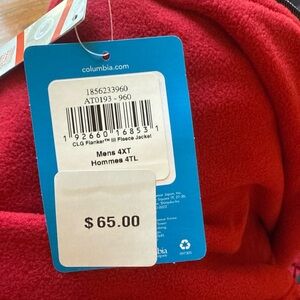 columbia.com
1856233960
AT0193 - 960
1 92660 16853 1
CLG Flanker™ III Fleece Jacket
Mens 4XT
Hommes 4TL
$ 65.00